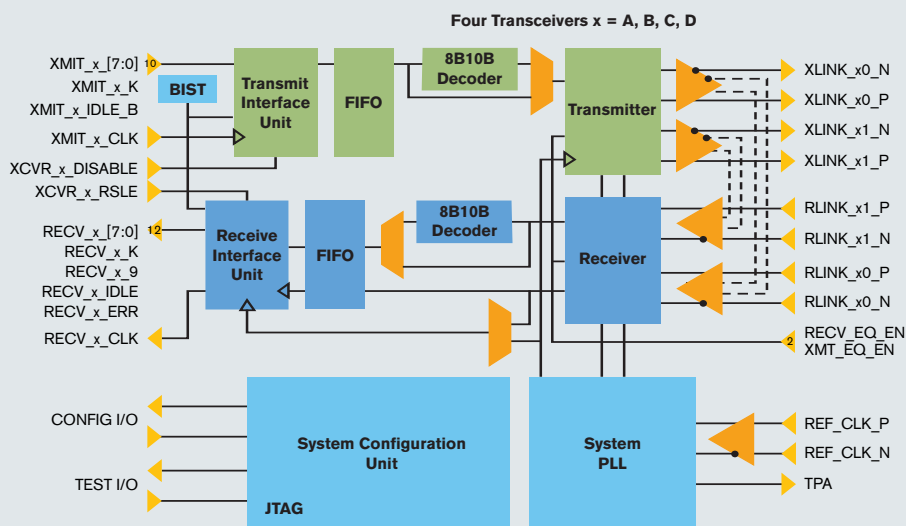 Four Transceivers x = A, B, C, D
XMIT_x_[7:0]
10
XMIT_x_K
XMIT_x_IDLE_B
XMIT_x_CLK
XCVR_x_DISABLE
XCVR_x_RSLE
RECV_x_[7:0]
12
RECV_x_K
RECV_x_9
RECV_x_IDLE
RECV_x_ERR
RECV_x_CLK
CONFIG I/O
TEST I/O
BIST
Transmit
Interface
Unit
FIFO
8B10B
Decoder
Transmitter
Receive
Interface
Unit
FIFO
8B10B
Decoder
Receiver
System Configuration
Unit
JTAG
System
PLL
XLINK_x0_N
XLINK_x0_P
XLINK_x1_N
XLINK_x1_P
RLINK_x1_P
RLINK_x1_N
RLINK_x0_P
RLINK_x0_N
2
RECV_EQ_EN
XMT_EQ_EN
REF_CLK_P
REF_CLK_N
TPA